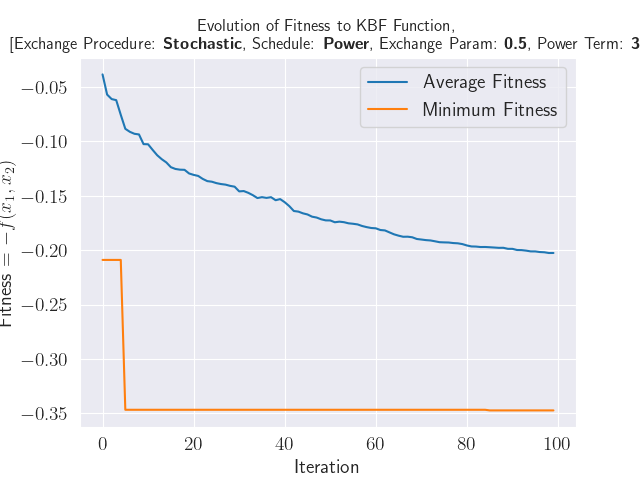 Evolution of Fitness to KBF Function,
[Exchange Procedure: Stochastic, Schedule: Power, Exchange Param: 0.5, Power Term: 3
Average Fitness
Minimum Fitness
Fitness = −f(x₁, x₂)
−0.05
−0.10
−0.15
−0.20
−0.25
−0.30
−0.35
0 20 40 60 80 100
Iteration